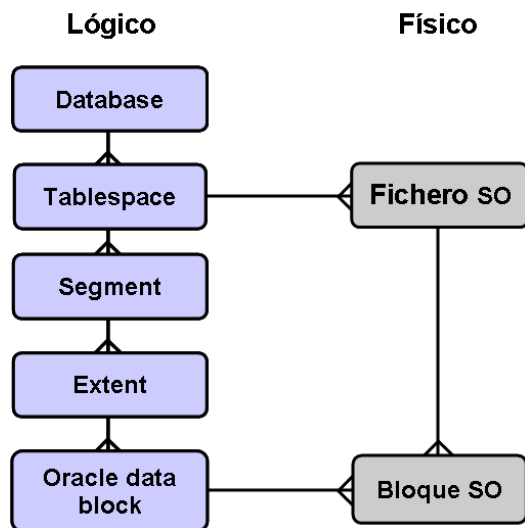 Lógico Físico
Database
Tablespace Fichero SO
Segment
Extent
Oracle data
block
Bloque SO